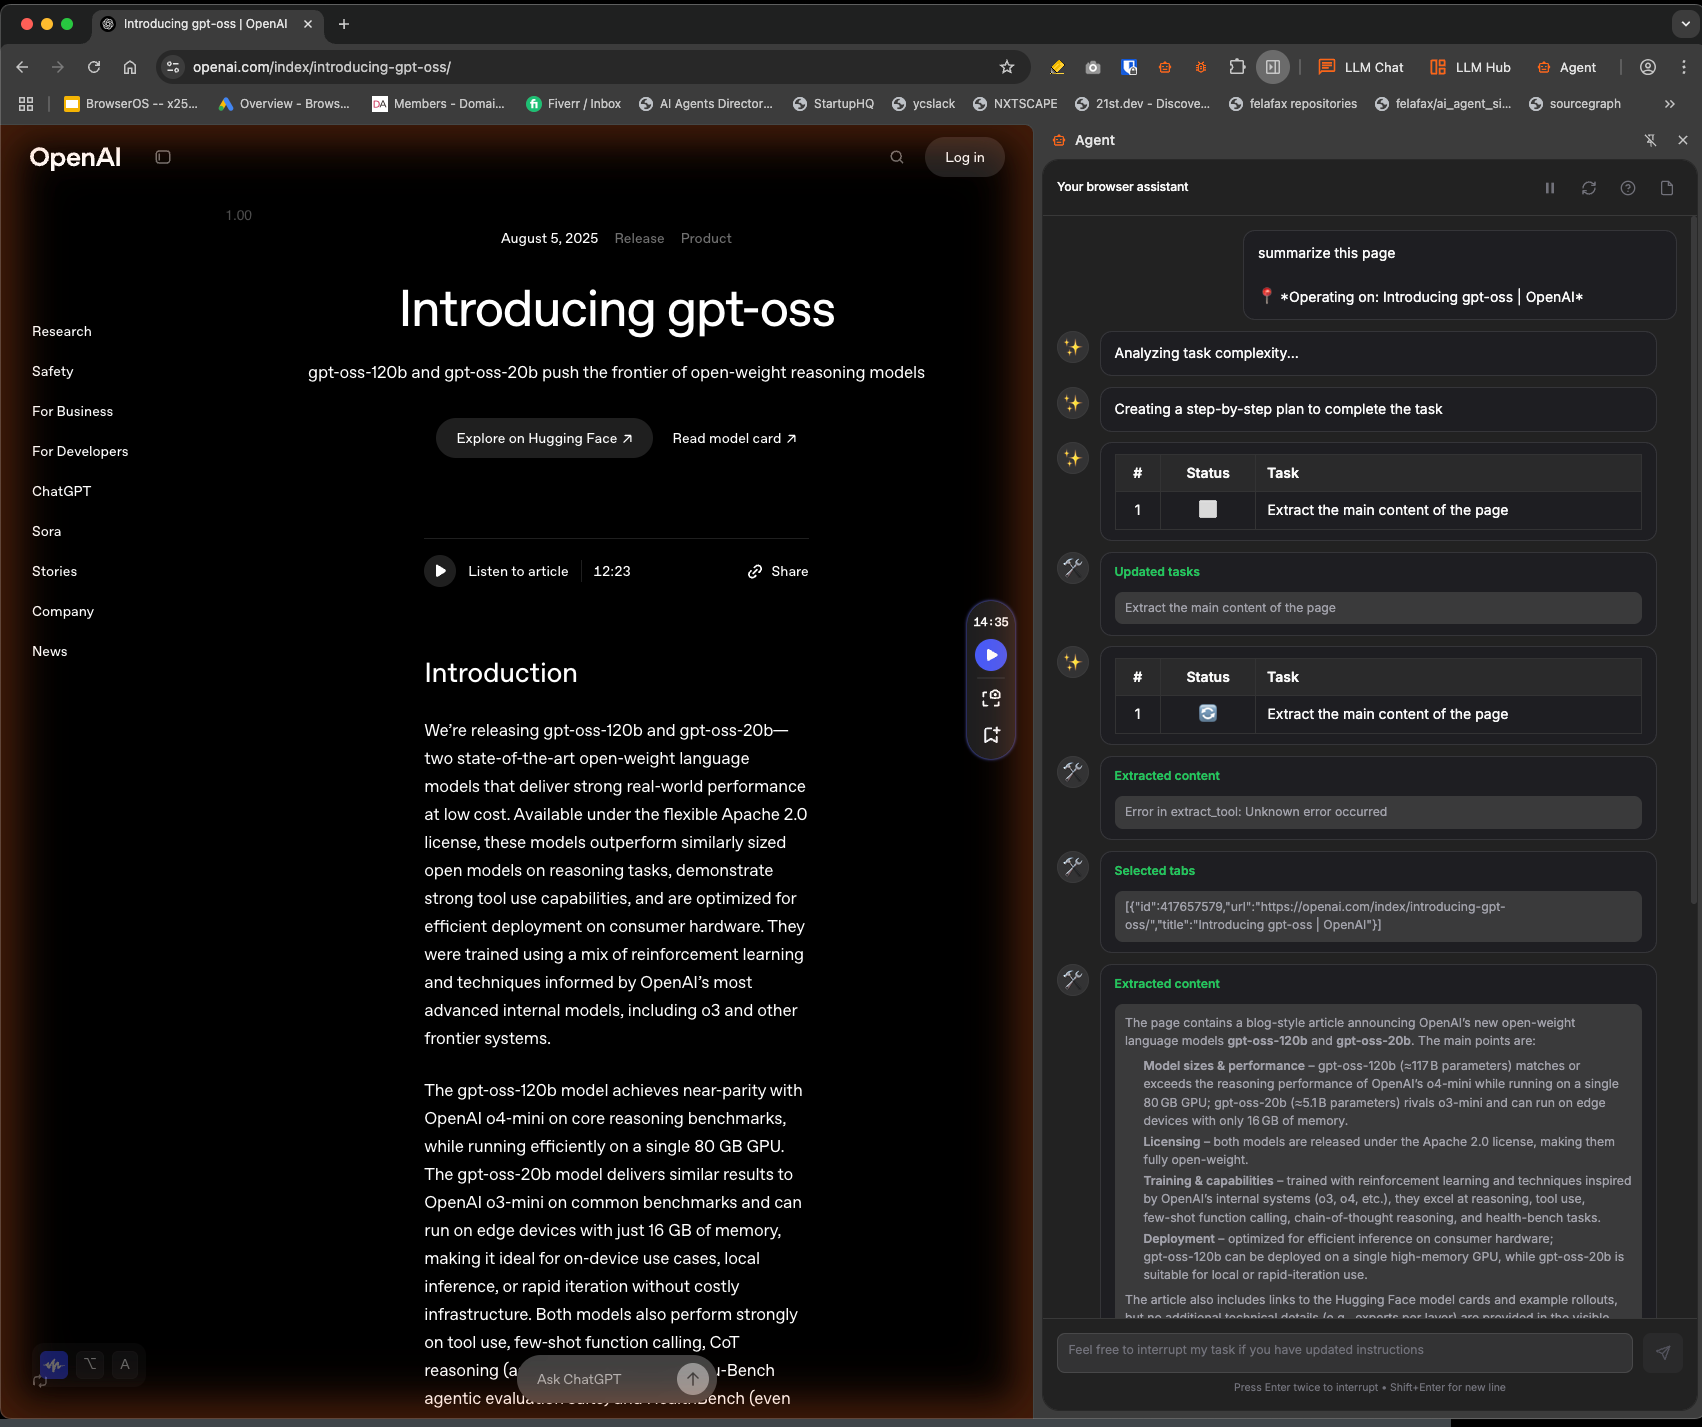 Introducing gpt-oss | OpenAI
openai.com/index/introducing-gpt-oss/
LLM Chat
LLM Hub
Agent
BrowserOS -- x25...
Overview - Brows...
DA Members - Domai...
fi Fiverr / Inbox
AI Agents Director...
StartupHQ
ycslack
NXTSCAPE
21st.dev - Discove...
felafax repositories
felafax/ai_agent_si...
sourcegraph
OpenAI
Log in
1.00
August 5, 2025 Release Product
Introducing gpt-oss
gpt-oss-120b and gpt-oss-20b push the frontier of open-weight reasoning models
Explore on Hugging Face ↗ Read model card ↗
Research
Safety
For Business
For Developers
ChatGPT
Sora
Stories
Company
News
Listen to article 12:23 Share
14:35
Introduction
We’re releasing gpt-oss-120b and gpt-oss-20b—
two state-of-the-art open-weight language
models that deliver strong real-world performance
at low cost. Available under the flexible Apache 2.0
license, these models outperform similarly sized
open models on reasoning tasks, demonstrate
strong tool use capabilities, and are optimized for
efficient deployment on consumer hardware. They
were trained using a mix of reinforcement learning
and techniques informed by OpenAI’s most
advanced internal models, including o3 and other
frontier systems.
The gpt-oss-120b model achieves near-parity with
OpenAI o4-mini on core reasoning benchmarks,
while running efficiently on a single 80 GB GPU.
The gpt-oss-20b model delivers similar results to
OpenAI o3-mini on common benchmarks and can
run on edge devices with just 16 GB of memory,
making it ideal for on-device use cases, local
inference, or rapid iteration without costly
infrastructure. Both models also perform strongly
on tool use, few-shot function calling, CoT
reasoning (a u-Bench
agentic evalua (even
Ask ChatGPT
A
Agent
Your browser assistant
summarize this page
📍 *Operating on: Introducing gpt-oss | OpenAI*
Analyzing task complexity...
Creating a step-by-step plan to complete the task
# Status Task
1 Extract the main content of the page
Updated tasks
Extract the main content of the page
# Status Task
1 Extract the main content of the page
Extracted content
Error in extract_tool: Unknown error occurred
Selected tabs
[{"id":417657579,"url":"https://openai.com/index/introducing-gpt-
oss/","title":"Introducing gpt-oss | OpenAI"}]
Extracted content
The page contains a blog-style article announcing OpenAI’s new open-weight
language models gpt-oss-120b and gpt-oss-20b. The main points are:
Model sizes & performance – gpt-oss-120b (≈117 B parameters) matches or
exceeds the reasoning performance of OpenAI’s o4-mini while running on a single
80 GB GPU; gpt-oss-20b (≈5.1 B parameters) rivals o3-mini and can run on edge
devices with only 16 GB of memory.
Licensing – both models are released under the Apache 2.0 license, making them
fully open-weight.
Training & capabilities – trained with reinforcement learning and techniques inspired
by OpenAI’s internal systems (o3, o4, etc.), they excel at reasoning, tool use,
few-shot function calling, chain-of-thought reasoning, and health-bench tasks.
Deployment – optimized for efficient inference on consumer hardware;
gpt-oss-120b can be deployed on a single high-memory GPU, while gpt-oss-20b is
suitable for local or rapid-iteration use.
The article also includes links to the Hugging Face model cards and example rollouts,
but no additional technical details (e.g., experts per layer) are provided in the visible
Feel free to interrupt my task if you have updated instructions
Press Enter twice to interrupt • Shift+Enter for new line